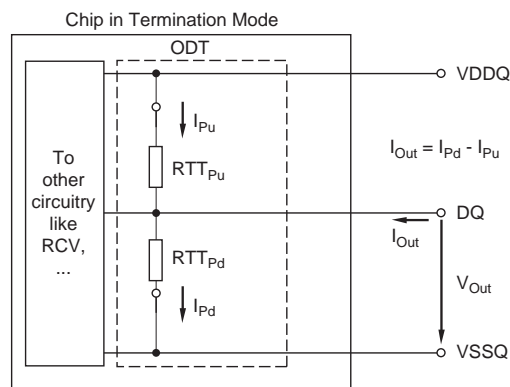 Chip in Termination Mode
ODT
VDDQ
I_Pu
I_Out = I_Pd - I_Pu
To
other
circuitry
like
RCV,
...
RTT_Pu
DQ
I_Out
RTT_Pd
V_Out
I_Pd
VSSQ